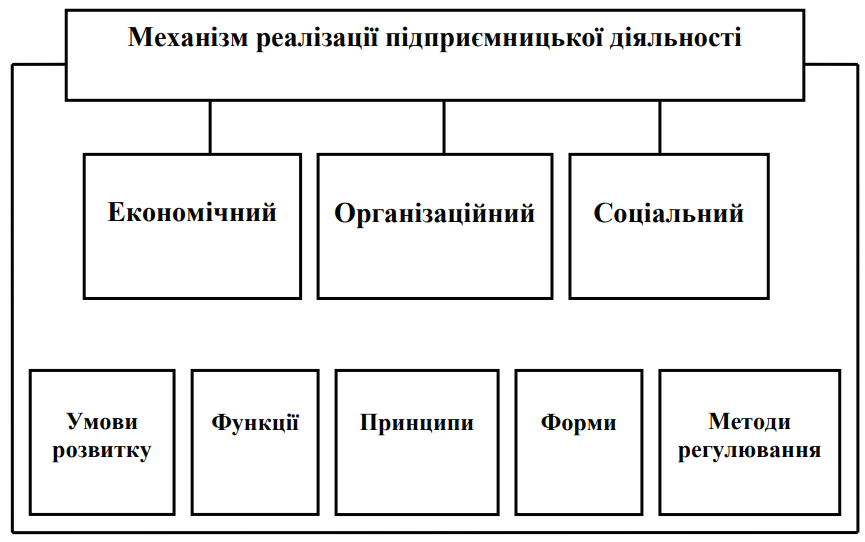 Механізм реалізації підприємницької діяльності
Економічний
Організаційний
Соціальний
Умови
розвитку
Функції
Принципи
Форми
Методи
регулювання